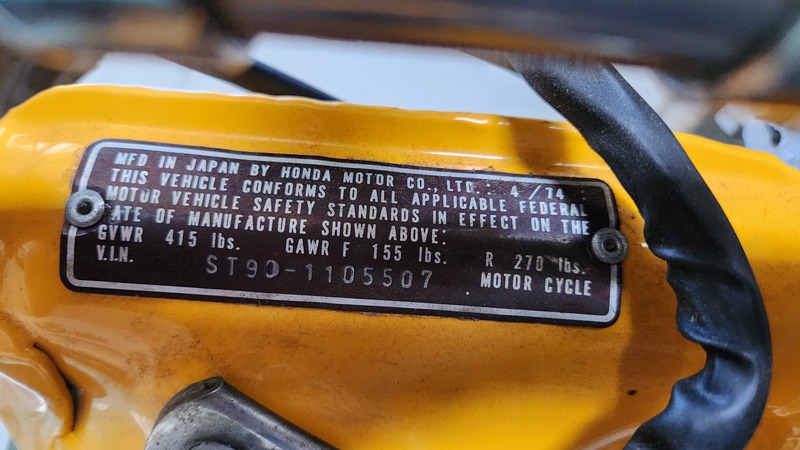 MFD IN JAPAN BY HONDA MOTOR CO., LTD. 4/74
THIS VEHICLE CONFORMS TO ALL APPLICABLE FEDERAL
MOTOR VEHICLE SAFETY STANDARDS IN EFFECT ON THE
DATE OF MANUFACTURE SHOWN ABOVE:
GVWR 415 lbs. GAWR F 155 lbs. R 270 lbs.
V.I.N. ST90-1105507 MOTOR CYCLE